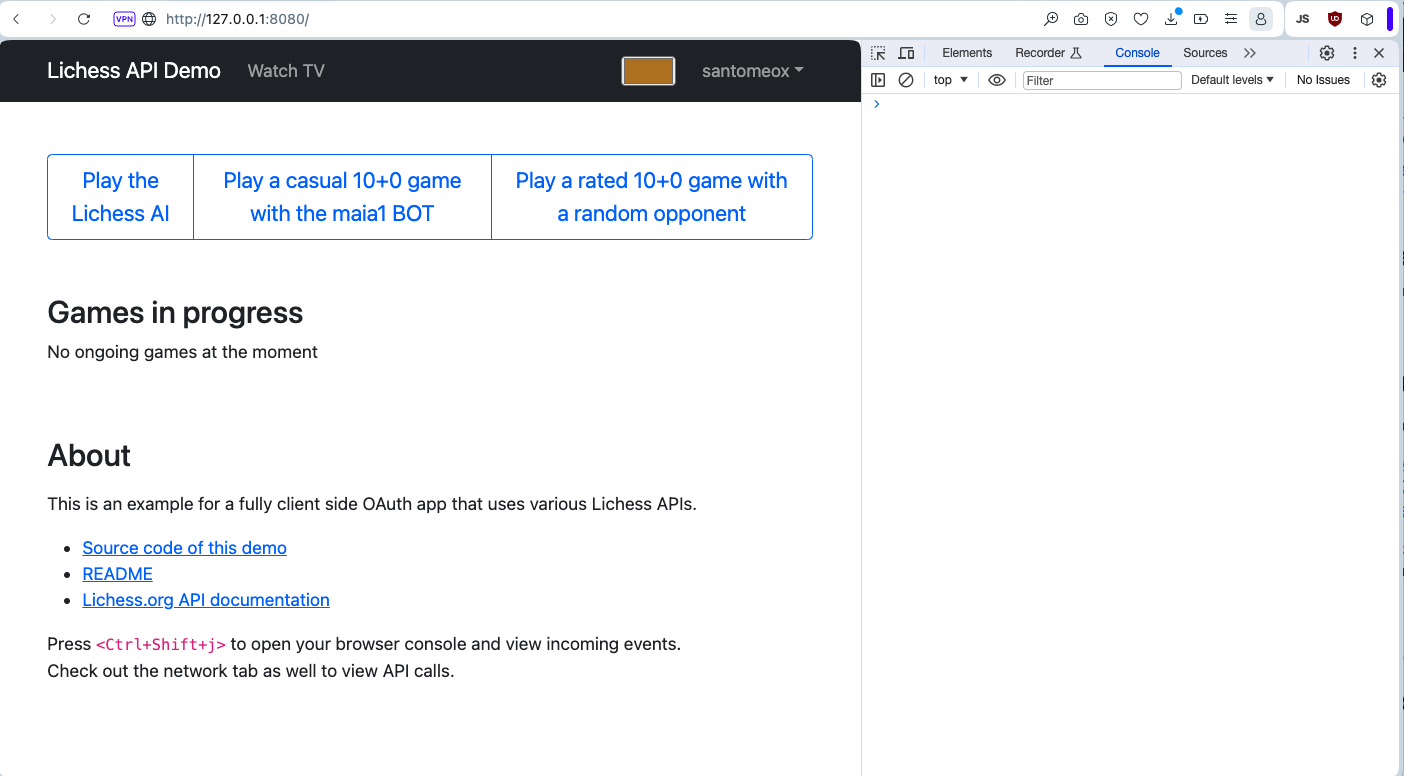 VPN http://127.0.0.1:8080/ JS UD
Lichess API Demo Watch TV santomeox
Elements Recorder Console Sources
top Filter Default levels No Issues
Play the
Lichess AI
Play a casual 10+0 game
with the maia1 BOT
Play a rated 10+0 game with
a random opponent
Games in progress
No ongoing games at the moment
About
This is an example for a fully client side OAuth app that uses various Lichess APIs.
Source code of this demo
README
Lichess.org API documentation
Press <Ctrl+Shift+j> to open your browser console and view incoming events.
Check out the network tab as well to view API calls.